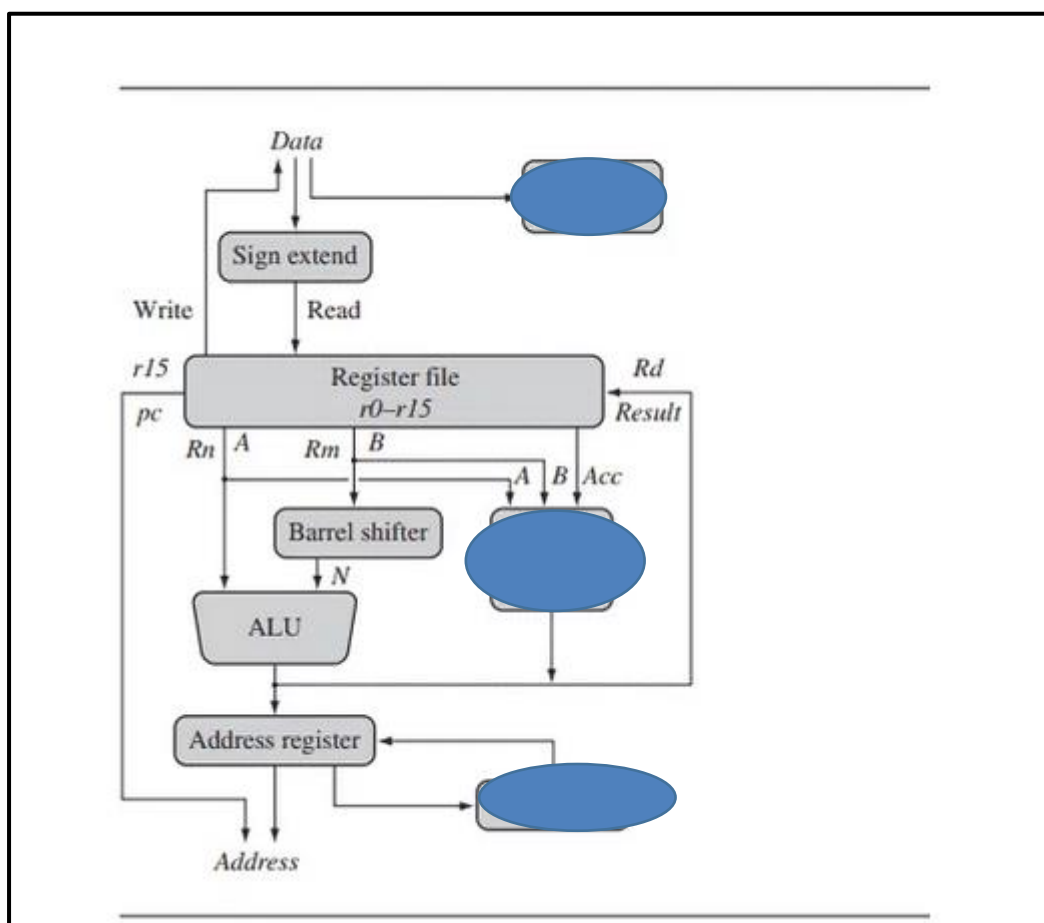 Data
Sign extend
Write
Read
r15
Rd
Register file
pc
r0–r15
Result
Rn
A
Rm
B
A
B
Acc
Barrel shifter
N
ALU
Address register
Address